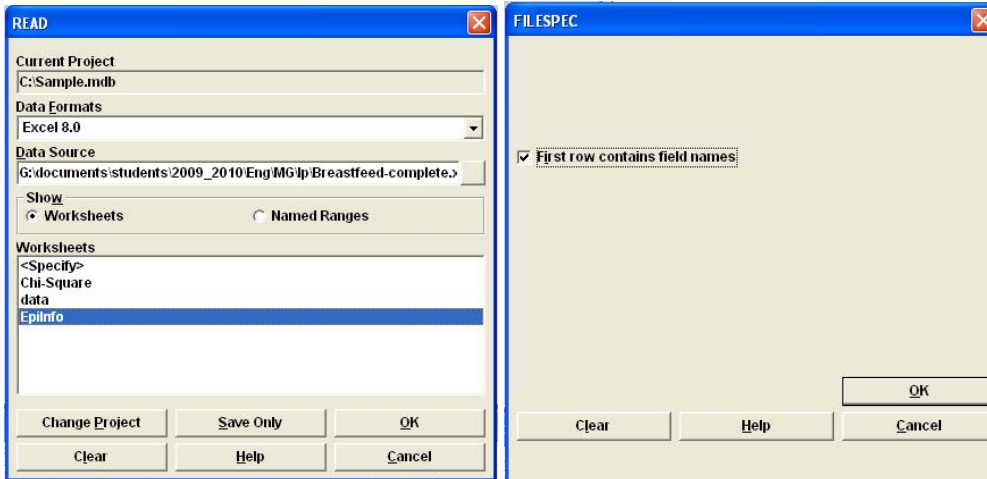 READ
Current Project
C:\Sample.mdb
Data Formats
Excel 8.0
Data Source
G:\documents\students\2009_2010\Eng\MG\lp\Breastfeed-complete.x
Show
Worksheets Named Ranges
Worksheets
<Specify>
Chi-Square
data
EpiInfo
Change Project Save Only OK
Clear Help Cancel
FILESPEC
First row contains field names
OK
Clear Help Cancel